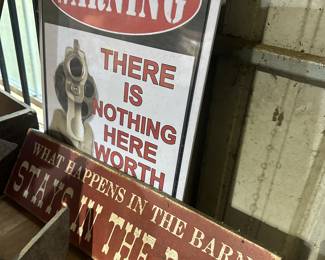 WARNING
THERE
IS
NOTHING
HERE
WORTH
WHAT HAPPENS IN THE BARN
STAYS IN THE